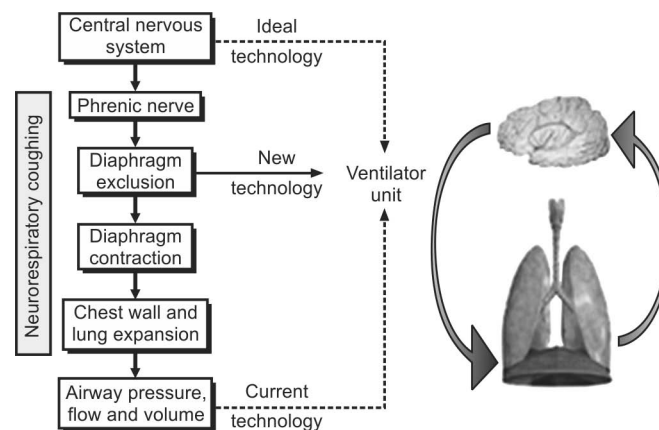 Central nervous
system
Ideal
technology
Phrenic nerve
Neurorespiratory coughing
Diaphragm
exclusion
New
technology
Ventilator
unit
Diaphragm
contraction
Chest wall and
lung expansion
Airway pressure,
flow and volume
Current
technology